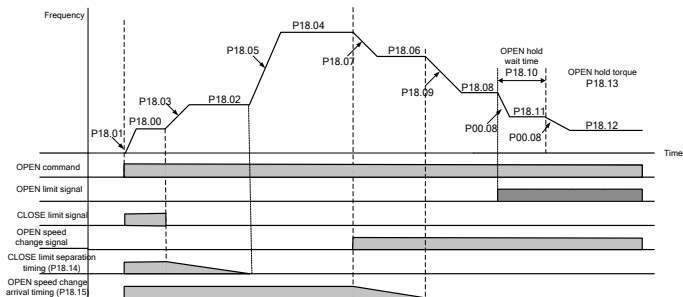 Frequency
P18.04
P18.05
P18.06
P18.07
OPEN hold
wait time
P18.10
OPEN hold torque
P18.13
P18.03
P18.02
P18.09
P18.08
P18.00
P18.11
P18.01
P00.08
P00.08
P18.12
Time
OPEN command
OPEN limit signal
CLOSE limit signal
OPEN speed
change signal
CLOSE limit separation
timing (P18.14)
OPEN speed change
arrival timing (P18.15)